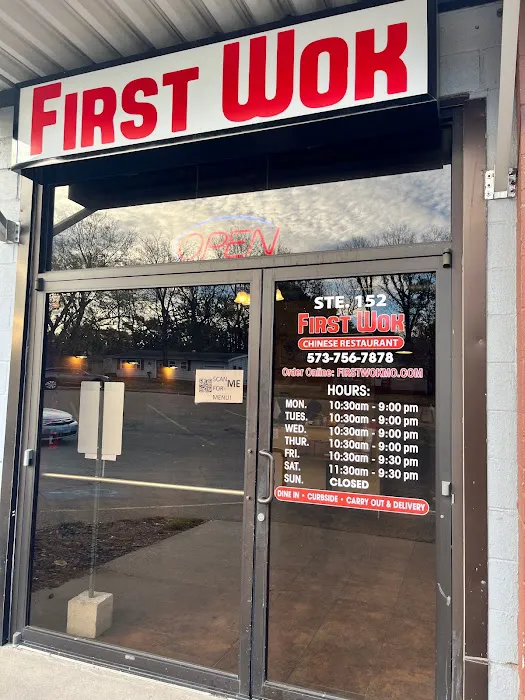 FIRST WOK
OPEN
STE. 152
FIRST WOK
CHINESE RESTAURANT
573-756-7878
Order Online: FIRSTWOKMO.COM
HOURS:
MON. 10:30am - 9:00 pm
TUES. 10:30am - 9:00 pm
WED. 10:30am - 9:00 pm
THUR. 10:30am - 9:00 pm
FRI. 10:30am - 9:30 pm
SAT. 11:30am - 9:30 pm
SUN. CLOSED
DINE IN • CURBSIDE • CARRY OUT & DELIVERY
SCAN ME
FOR
MENU!